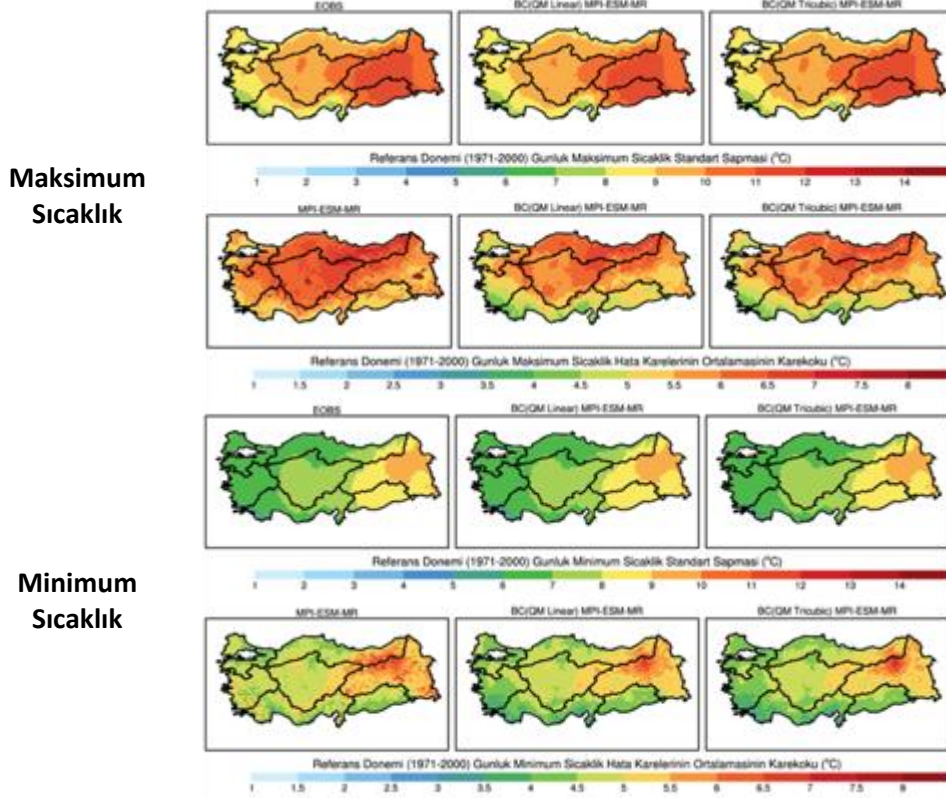 EOBS
BC(QM Linear) MPI-ESM-MR
BC(QM Tricubic) MPI-ESM-MR
Referans Donemi (1971-2000) Gunluk Maksimum Sicaklik Standart Sapmasi (°C)
1 2 3 4 5 6 7 8 9 10 11 12 13 14
Maksimum
Sıcaklık
MPI-ESM-MR
BC(QM Linear) MPI-ESM-MR
BC(QM Tricubic) MPI-ESM-MR
Referans Donemi (1971-2000) Gunluk Maksimum Sicaklik Hata Karelerinin Ortalamasinin Karekoku (°C)
1 1.5 2 2.5 3 3.5 4 4.5 5 5.5 6 6.5 7 7.5 8
EOBS
BC(QM Linear) MPI-ESM-MR
BC(QM Tricubic) MPI-ESM-MR
Referans Donemi (1971-2000) Gunluk Minimum Sicaklik Standart Sapmasi (°C)
1 2 3 4 5 6 7 8 9 10 11 12 13 14
Minimum
Sıcaklık
MPI-ESM-MR
BC(QM Linear) MPI-ESM-MR
BC(QM Tricubic) MPI-ESM-MR
Referans Donemi (1971-2000) Gunluk Minimum Sicaklik Hata Karelerinin Ortalamasinin Karekoku (°C)
1 1.5 2 2.5 3 3.5 4 4.5 5 5.5 6 6.5 7 7.5 8